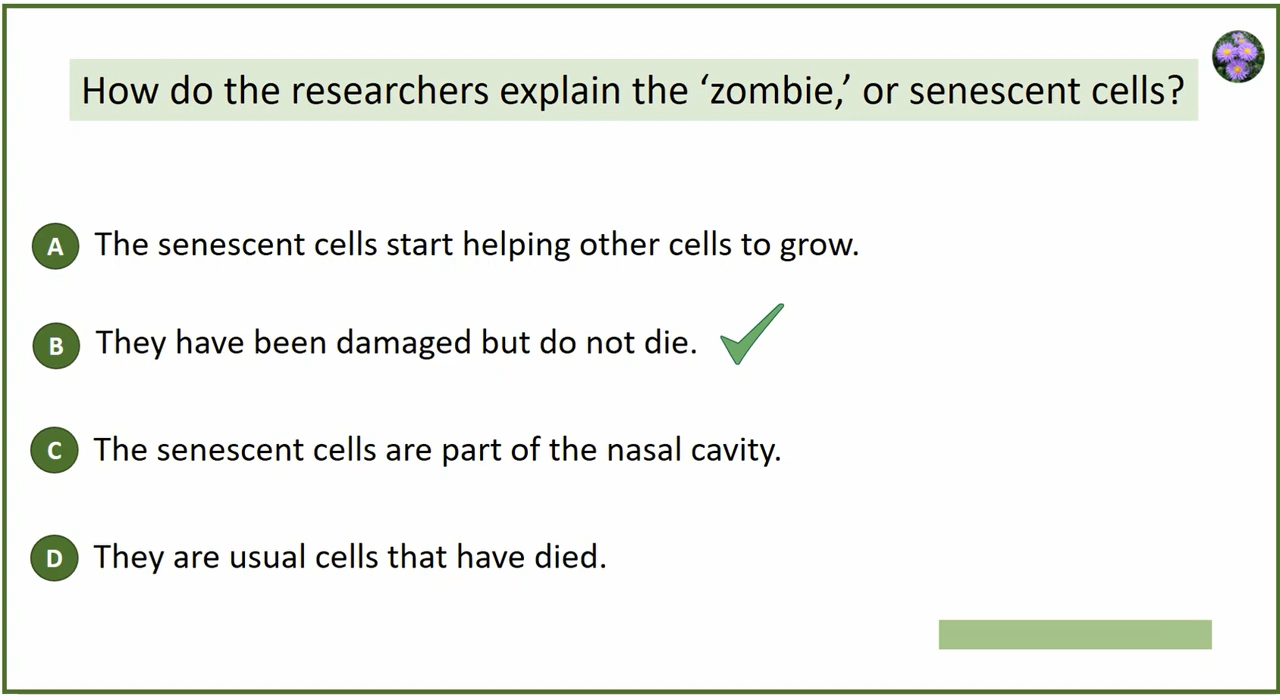 How do the researchers explain the ‘zombie,’ or senescent cells?
A The senescent cells start helping other cells to grow.
B They have been damaged but do not die.
C The senescent cells are part of the nasal cavity.
D They are usual cells that have died.